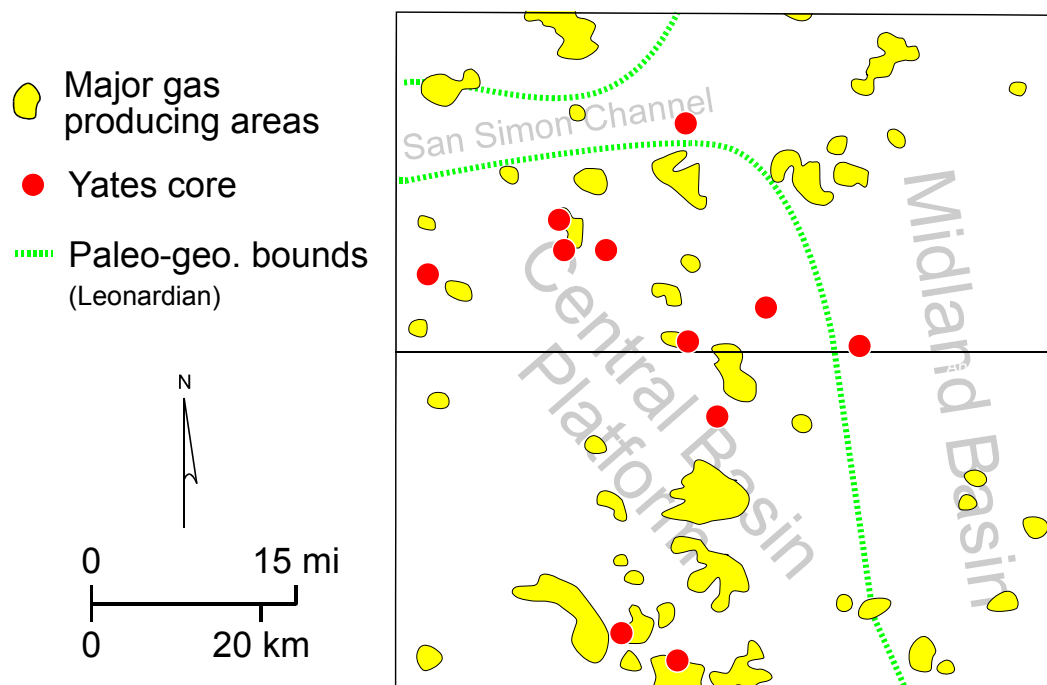 Major gas
producing areas
Yates core
Paleo-geo. bounds
(Leonardian)
N
0 15 mi
0 20 km
San Simon Channel
Central Basin
Platform
Midland Basin